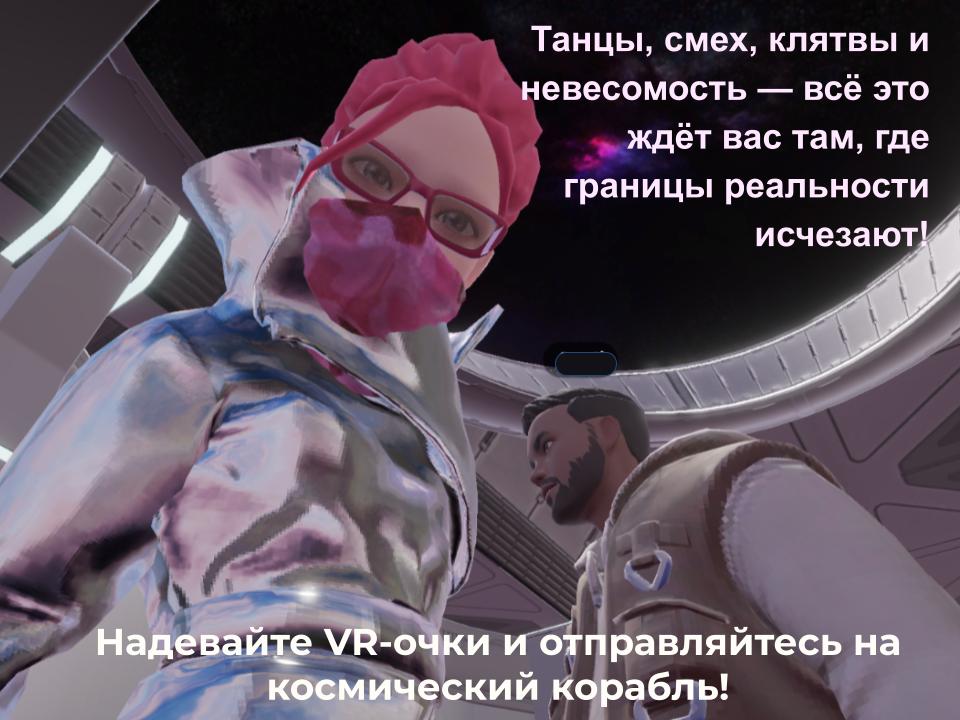 Танцы, смех, клятвы и
невесомость — всё это
ждёт вас там, где
границы реальности
исчезают!
Надевайте VR-очки и отправляйтесь на
космический корабль!